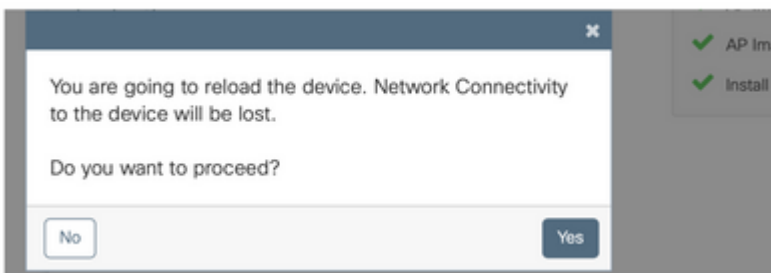 You are going to reload the device. Network Connectivity
to the device will be lost.
Do you want to proceed?
No
Yes
AP Im
Install